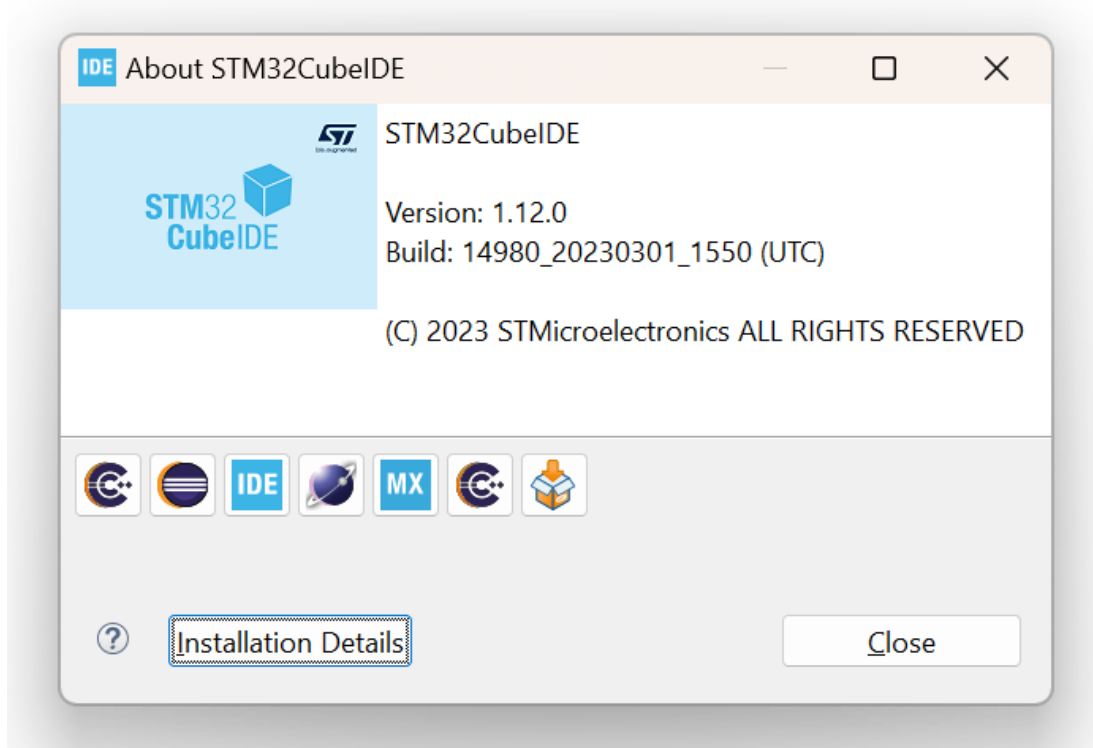 IDE About STM32CubeIDE
STM32
CubeIDE
STM32CubeIDE
Version: 1.12.0
Build: 14980_20230301_1550 (UTC)
(C) 2023 STMicroelectronics ALL RIGHTS RESERVED
IDE MX
? Installation Details Close